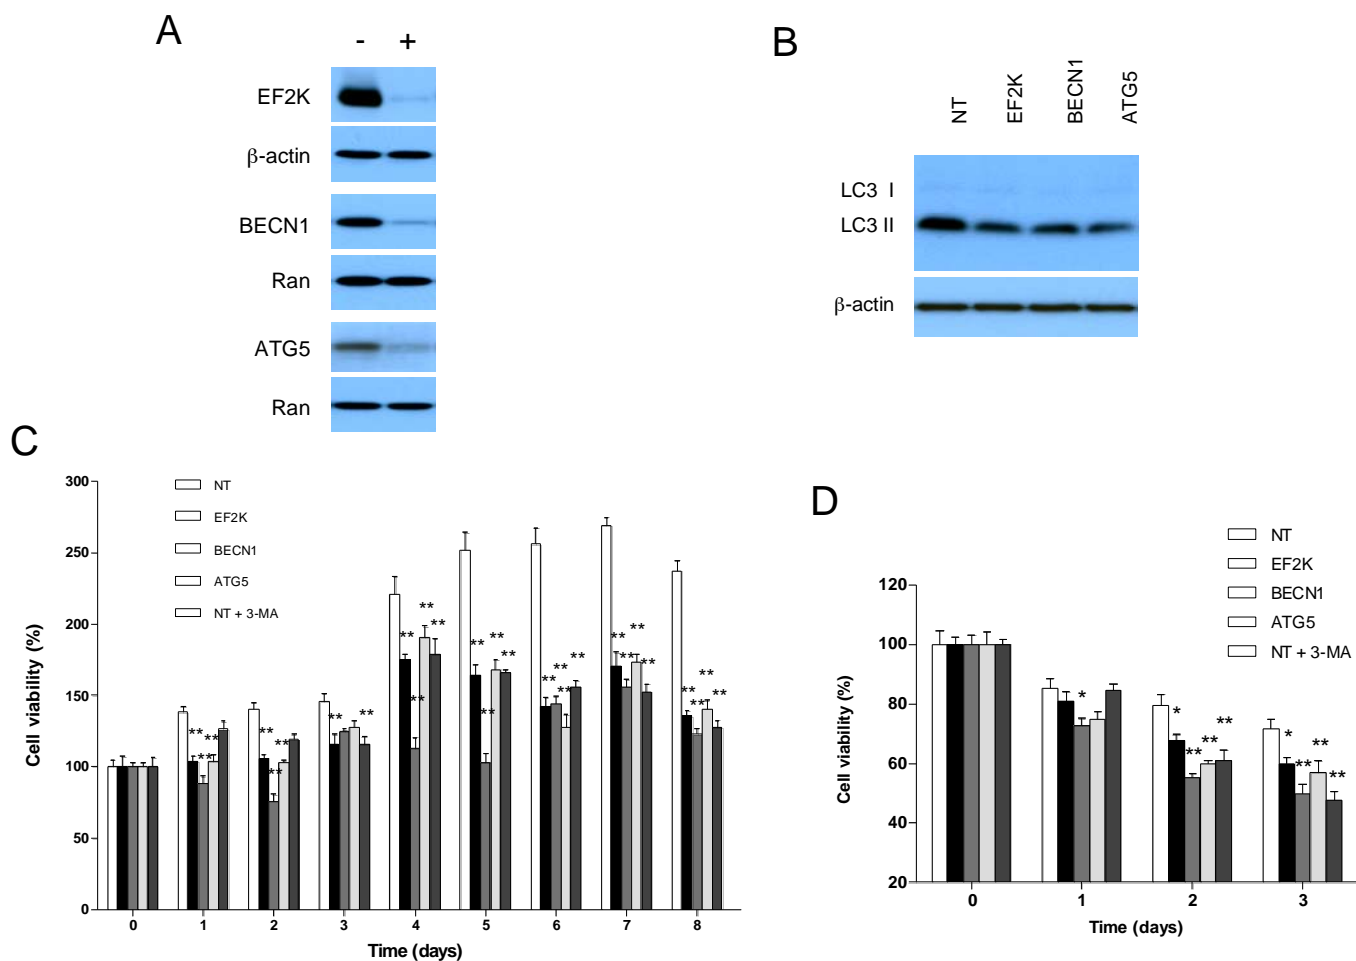 A
- +
EF2K
β-actin
BECN1
Ran
ATG5
Ran
B
NT
EF2K
BECN1
ATG5
LC3 I
LC3 II
β-actin
C
Cell viability (%)
300
250
200
150
100
50
0
NT
EF2K
BECN1
ATG5
NT + 3-MA
** ** **
** ** **
** **
** ** ** **
** ** ** **
** ** ** **
** ** ** **
** ** ** **
0 1 2 3 4 5 6 7 8
Time (days)
D
Cell viability (%)
120
100
80
60
40
20
NT
EF2K
BECN1
ATG5
NT + 3-MA
*
* ** ** **
* ** ** **
0 1 2 3
Time (days)